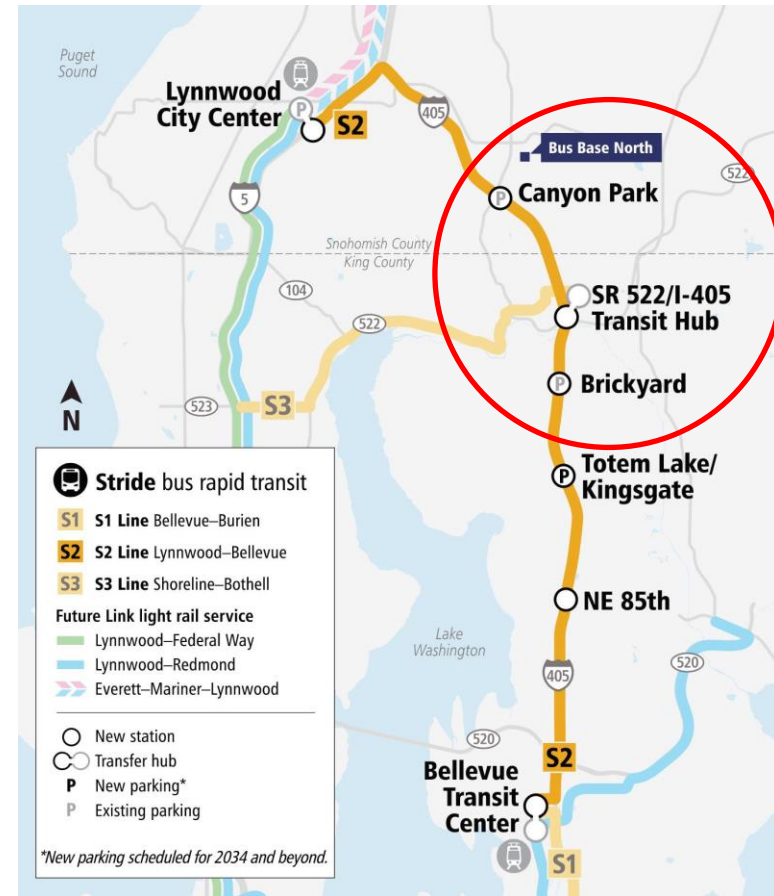 Puget
Sound
Lynnwood
City Center
P
S2
405
Bus Base North
P
Canyon Park
522
5
Snohomish County
King County
104
SR 522/I-405
Transit Hub
522
N
523
S3
P
Brickyard
P
Totem Lake/
Kingsgate
Stride bus rapid transit
S1 S1 Line Bellevue–Burien
S2 S2 Line Lynnwood–Bellevue
S3 S3 Line Shoreline–Bothell
Future Link light rail service
Lynnwood–Federal Way
Lynnwood–Redmond
Everett–Mariner–Lynnwood
New station
Transfer hub
P New parking*
P Existing parking
*New parking scheduled for 2034 and beyond.
NE 85th
Lake
Washington
405
520
520
S2
Bellevue
Transit
Center
S1